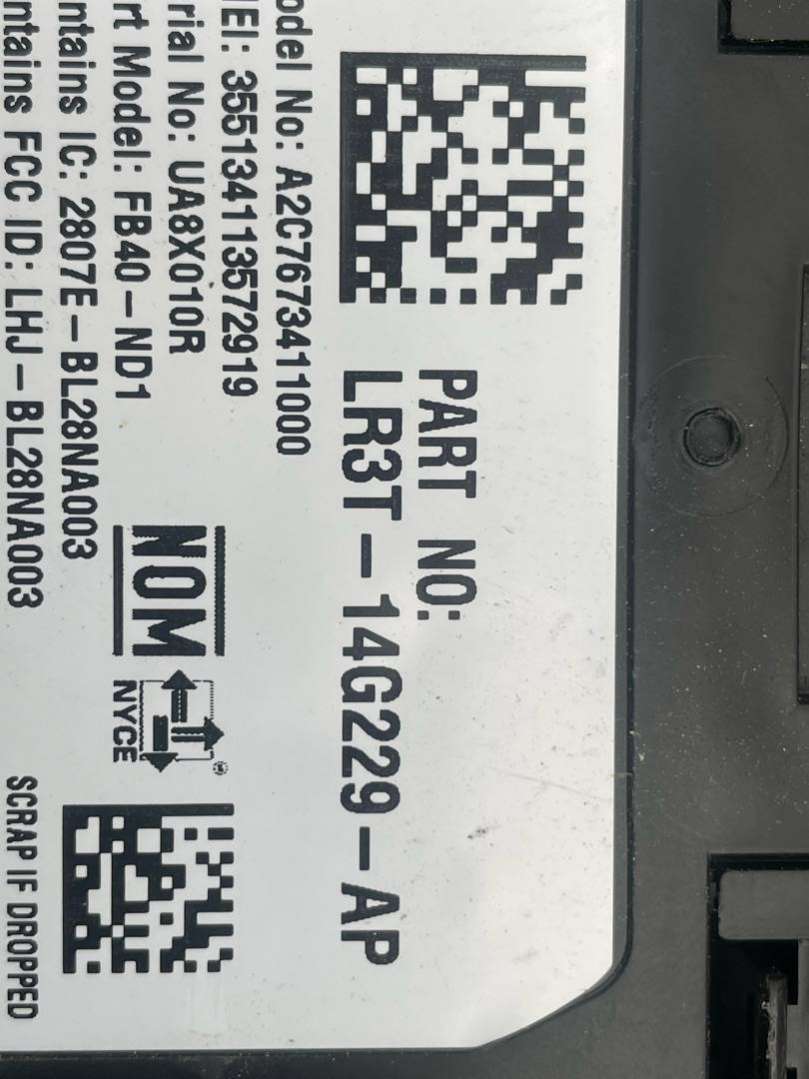 PART NO:
LR3T-14G229-AP
odel No: A2C7673411000
IEI: 355134113572919
rial No: UA8X010R
rt Model: FB40-ND1
ntains IC: 2807E-BL28NA003
ntains FCC ID: LHJ-BL28NA003
NOM
NYCE
SCRAP IF DROPPED